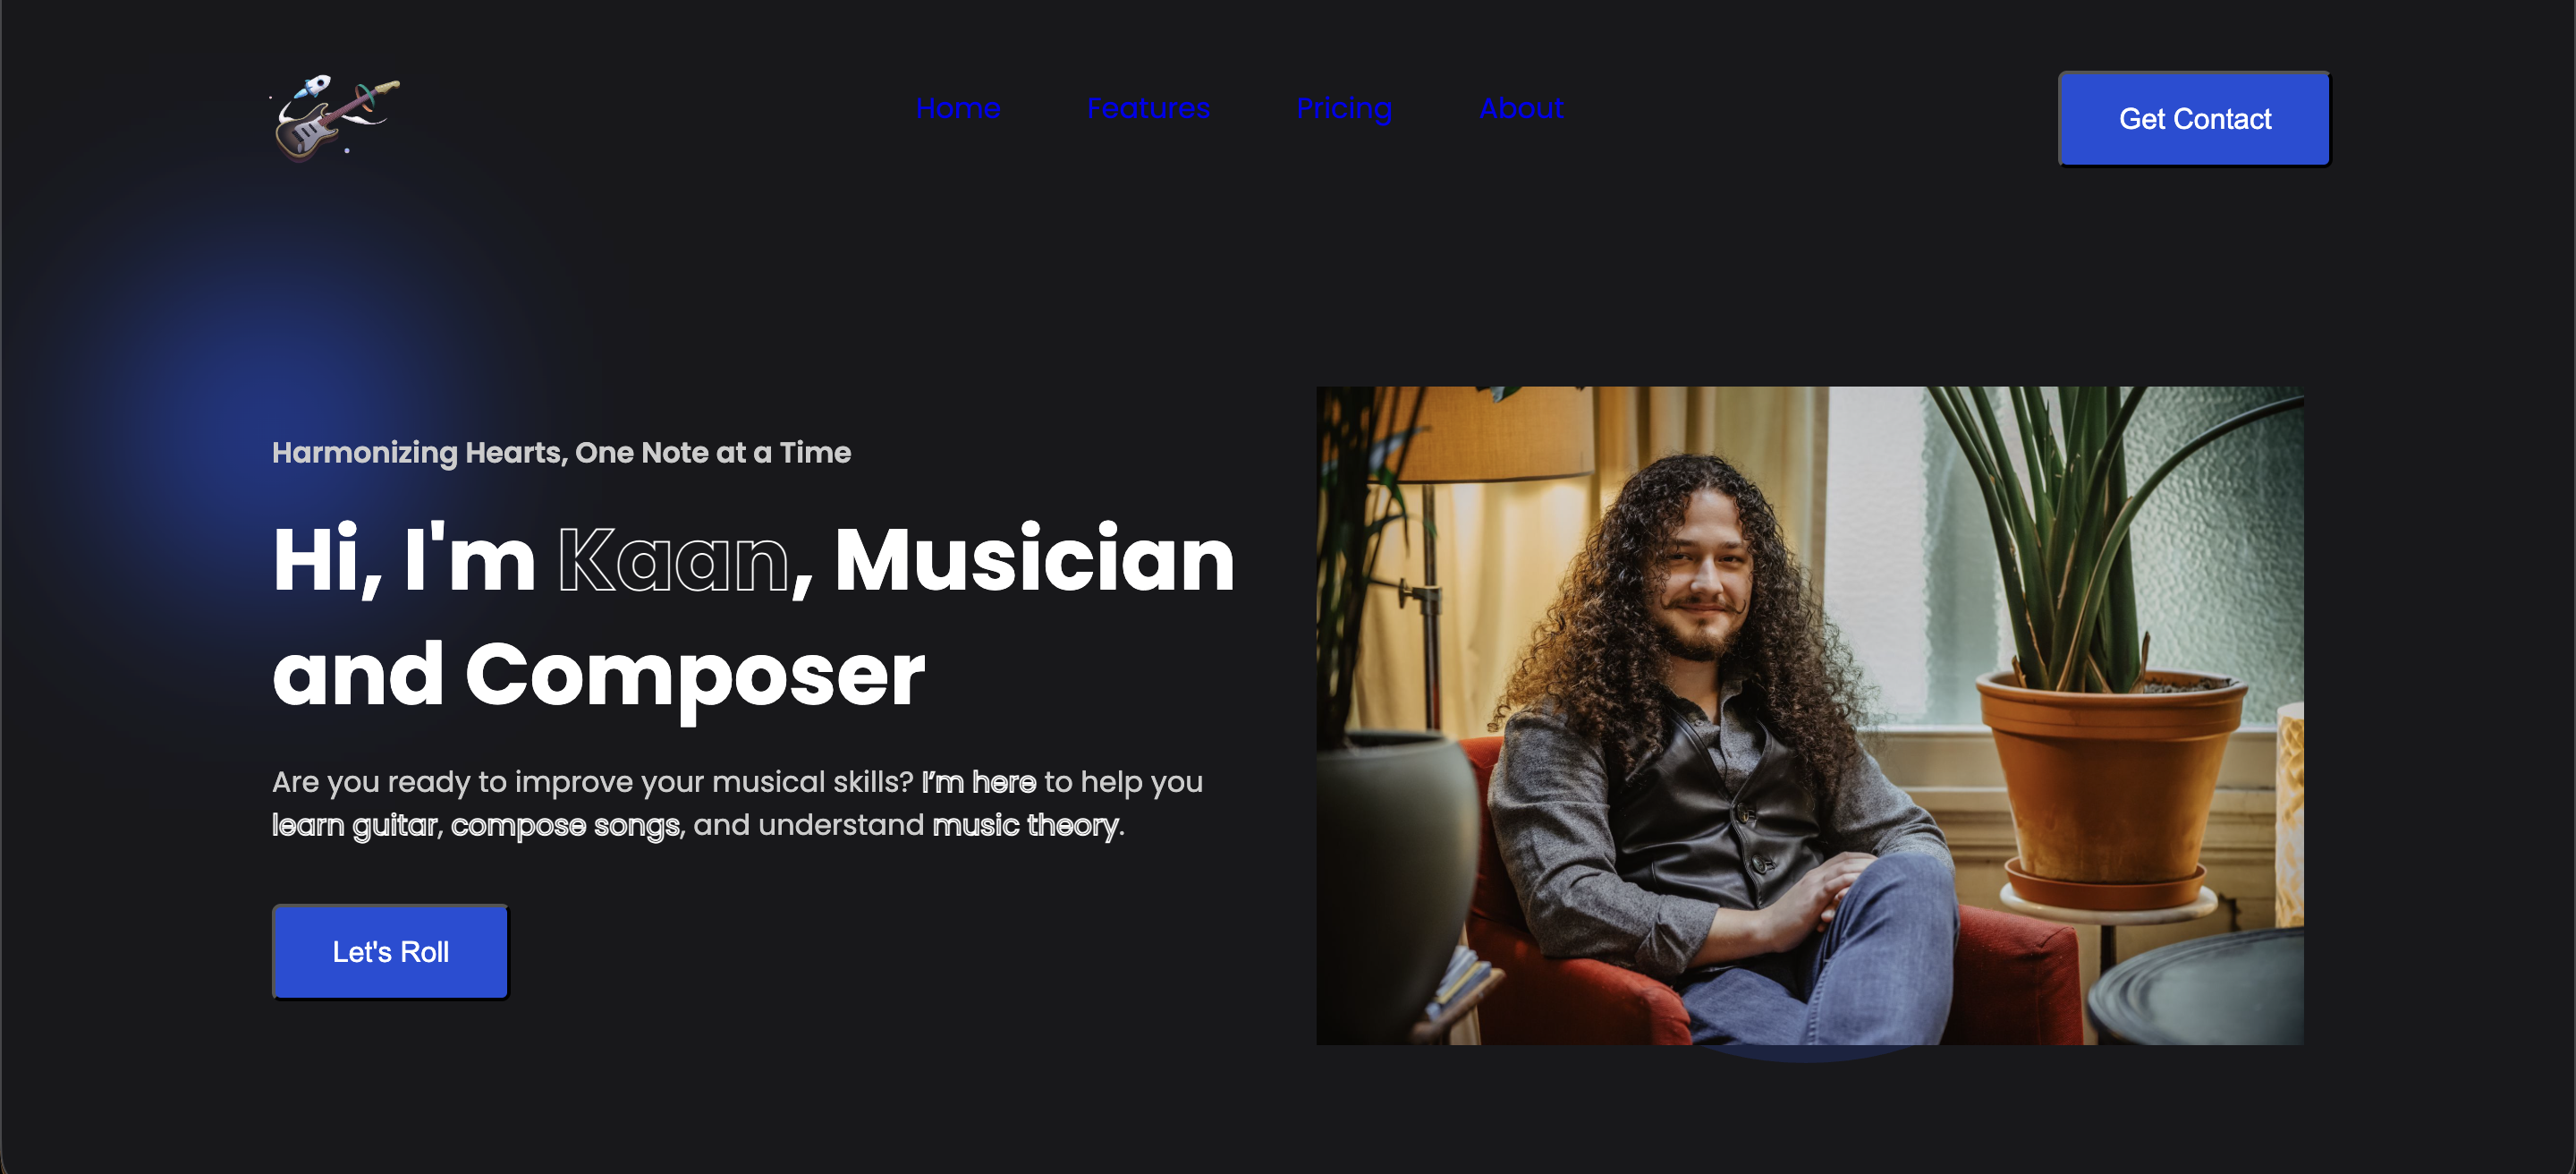 Home Features Pricing About
Get Contact
Harmonizing Hearts, One Note at a Time
Hi, I'm Kaan, Musician
and Composer
Are you ready to improve your musical skills? I’m here to help you
learn guitar, compose songs, and understand music theory.
Let's Roll